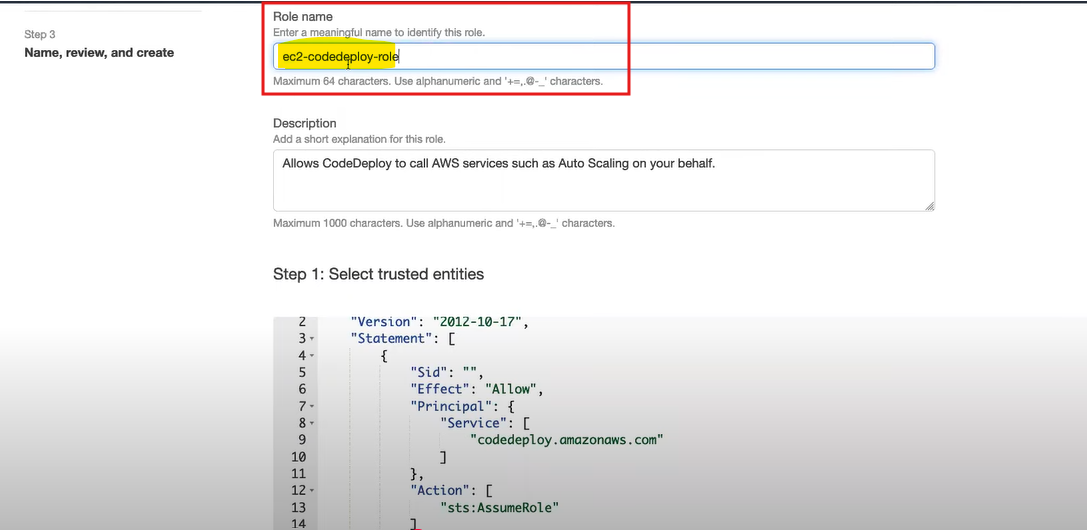 Step 3
Name, review, and create
Role name
Enter a meaningful name to identify this role.
ec2-codedeploy-role
Maximum 64 characters. Use alphanumeric and '+=,.@-_' characters.
Description
Add a short explanation for this role.
Allows CodeDeploy to call AWS services such as Auto Scaling on your behalf.
Maximum 1000 characters. Use alphanumeric and '+=,.@-_' characters.
Step 1: Select trusted entities
2 "Version": "2012-10-17",
3 "Statement": [
4 {
5 "Sid": "",
6 "Effect": "Allow",
7 "Principal": {
8 "Service": [
9 "codedeploy.amazonaws.com"
10 ]
11 },
12 "Action": [
13 "sts:AssumeRole"
14 ]